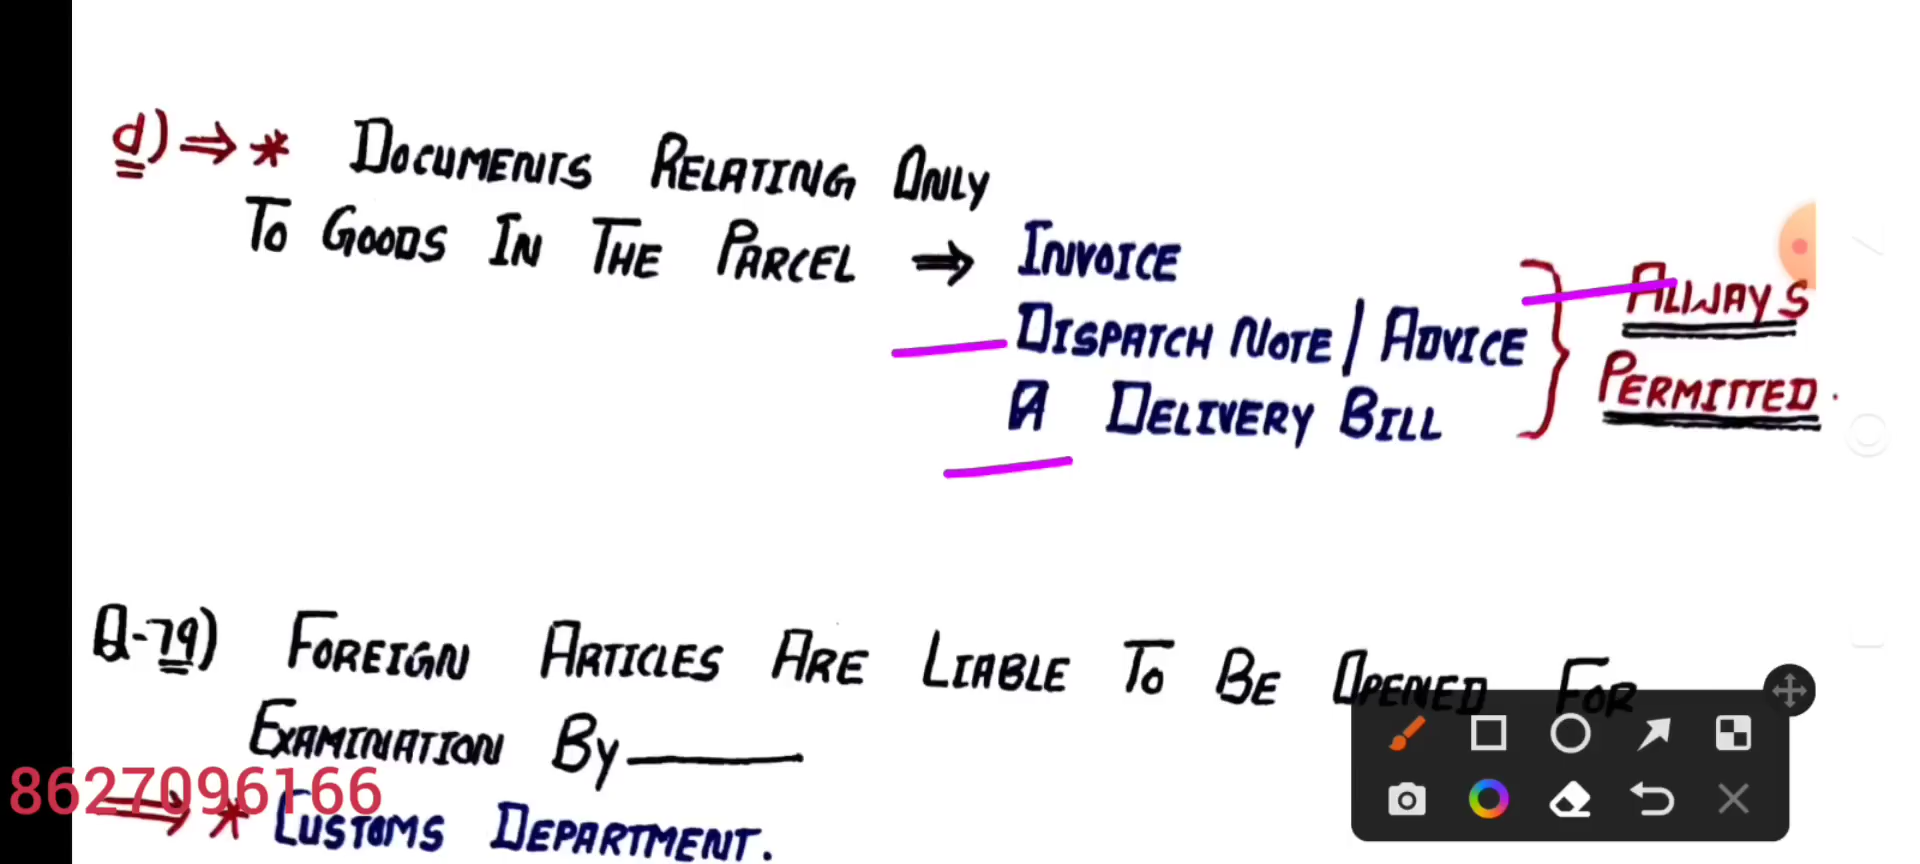 d) ⇒ * DOCUMENTS RELATING ONLY
TO GOODS IN THE PARCEL ⇒ INVOICE
DISPATCH NOTE / ADVICE
A DELIVERY BILL
ALWAYS
PERMITTED.
Q-79) FOREIGN ARTICLES ARE LIABLE TO BE OPENED FOR
EXAMINATION BY ______
8627096166
⇒ * CUSTOMS DEPARTMENT.